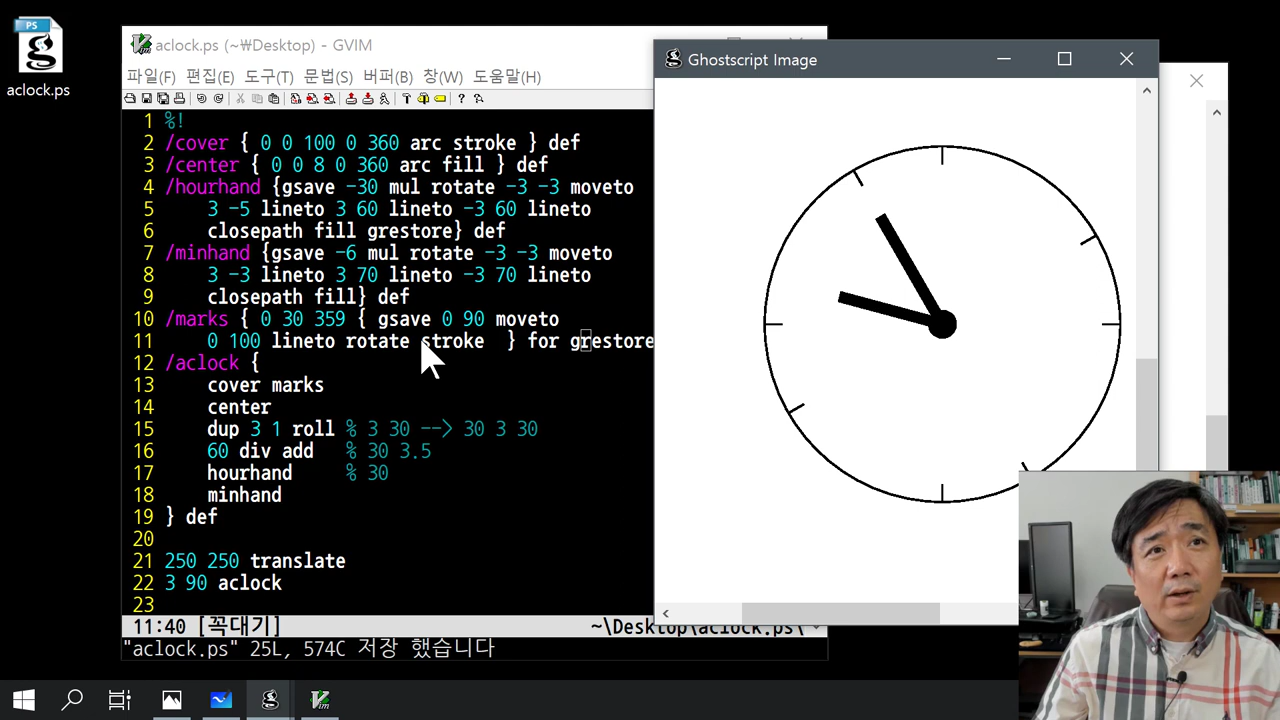 PS
aclock.ps
aclock.ps (~₩Desktop) - GVIM
파일(F) 편집(E) 도구(T) 문법(S) 버퍼(B) 창(W) 도움말(H)
1 %!
2 /cover { 0 0 100 0 360 arc stroke } def
3 /center { 0 0 8 0 360 arc fill } def
4 /hourhand {gsave -30 mul rotate -3 -3 moveto
5 3 -5 lineto 3 60 lineto -3 60 lineto
6 closepath fill grestore} def
7 /minhand {gsave -6 mul rotate -3 -3 moveto
8 3 -3 lineto 3 70 lineto -3 70 lineto
9 closepath fill} def
10 /marks { 0 30 359 { gsave 0 90 moveto
11 0 100 lineto rotate stroke } for grestore
12 /aclock {
13 cover marks
14 center
15 dup 3 1 roll % 3 30 --> 30 3 30
16 60 div add % 30 3.5
17 hourhand % 30
18 minhand
19 } def
20
21 250 250 translate
22 3 90 aclock
23
11:40 [꼭대기] ~\Desktop\aclock.ps\
"aclock.ps" 25L, 574C 저장 했습니다
Ghostscript Image